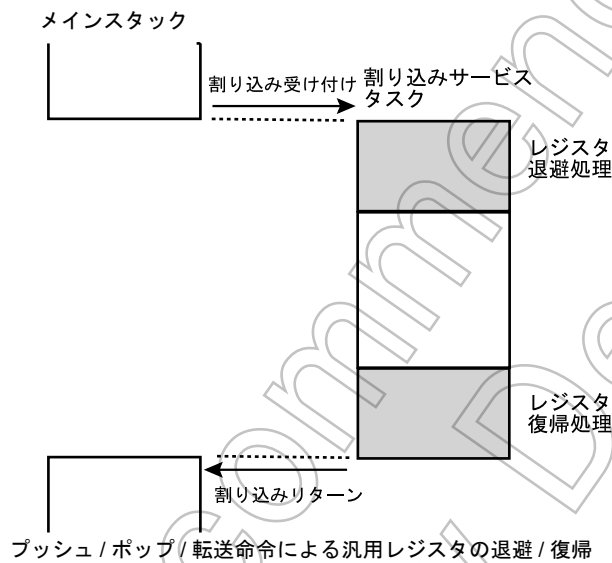 メインスタック
割り込み受け付け
割り込みサービス
タスク
レジスタ
退避処理
レジスタ
復帰処理
割り込みリターン
プッシュ / ポップ / 転送命令による汎用レジスタの退避 / 復帰